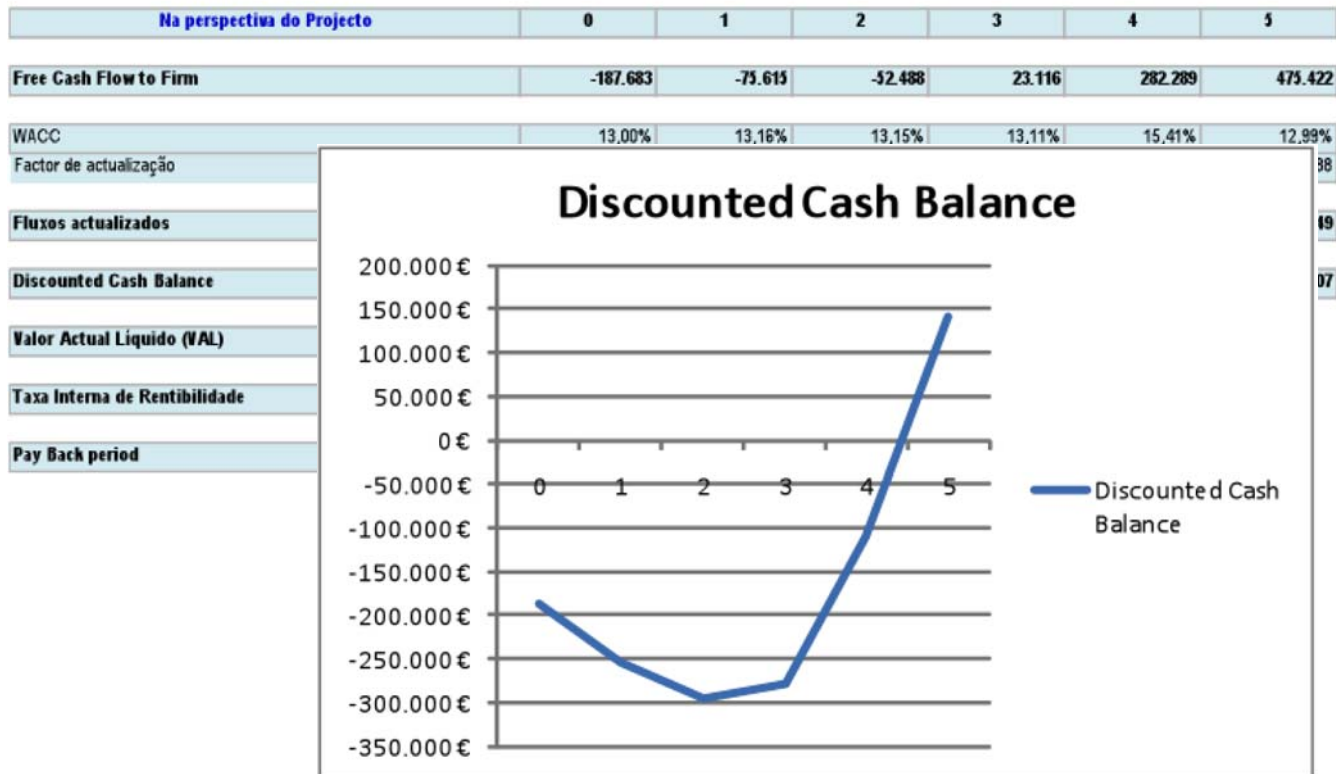 Na perspectiva do Projecto 0 1 2 3 4 5
Free Cash Flow to Firm -187.683 -75.615 -52.488 23.116 282.289 475.422
WACC 13,00% 13,16% 13,15% 13,11% 15,41% 12,99%
Factor de actualização 88
Fluxos actualizados 49
Discounted Cash Balance 07
Valor Actual Líquido (VAL)
Taxa Interna de Rentibilidade
Pay Back period
Discounted Cash Balance
200.000 €
150.000 €
100.000 €
50.000 €
0 €
-50.000 €
-100.000 €
-150.000 €
-200.000 €
-250.000 €
-300.000 €
-350.000 €
0 1 2 3 4 5
Discounted Cash
Balance